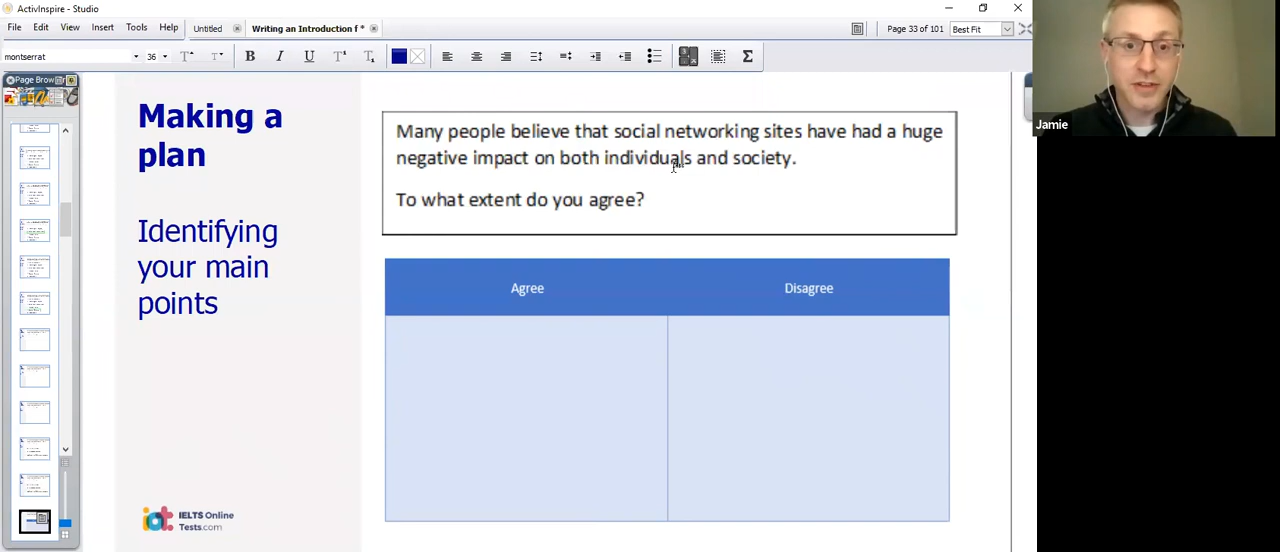 ActivInspire - Studio
File Edit View Insert Tools Help Untitled Writing an Introduction f * Page 33 of 101 Best Fit
montserrat 36 B I U
Page Brow
Making a
plan
Identifying
your main
points
Many people believe that social networking sites have had a huge
negative impact on both individuals and society.
To what extent do you agree?
Agree Disagree
iot IELTS Online
Tests.com
Jamie